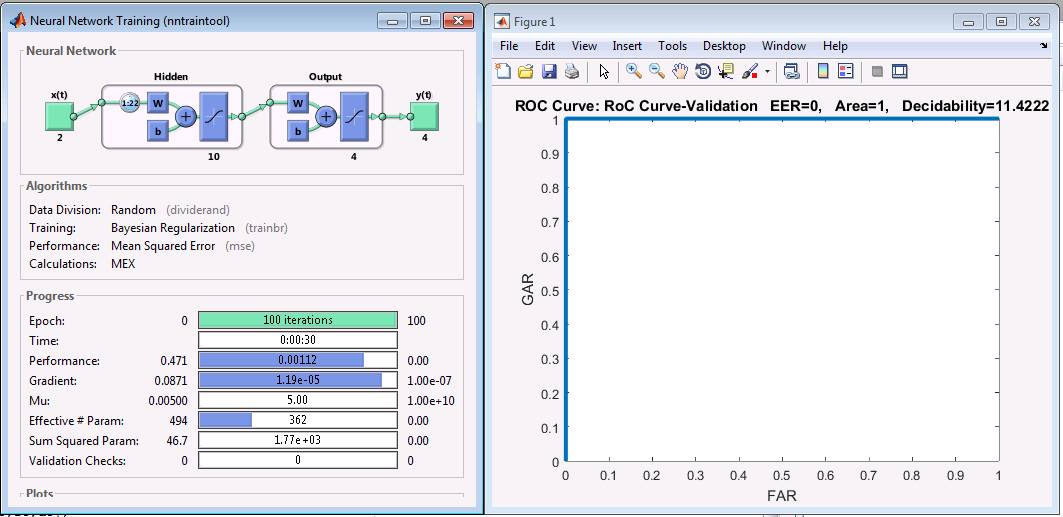 Neural Network Training (nntraintool)
Neural Network
Hidden
Output
x(t)
1:22
W
b
W
b
y(t)
2
10
4
4
Algorithms
Data Division: Random (dividerand)
Training: Bayesian Regularization (trainbr)
Performance: Mean Squared Error (mse)
Calculations: MEX
Progress
Epoch: 0 100 iterations 100
Time: 0:00:30
Performance: 0.471 0.00112 0.00
Gradient: 0.0871 1.19e-05 1.00e-07
Mu: 0.00500 5.00 1.00e+10
Effective # Param: 494 362 0.00
Sum Squared Param: 46.7 1.77e+03 0.00
Validation Checks: 0 0 0
Plots
Figure 1
File Edit View Insert Tools Desktop Window Help
ROC Curve: RoC Curve-Validation EER=0, Area=1, Decidability=11.4222
1
0.9
0.8
0.7
0.6
0.5
0.4
0.3
0.2
0.1
0
GAR
0 0.1 0.2 0.3 0.4 0.5 0.6 0.7 0.8 0.9 1
FAR